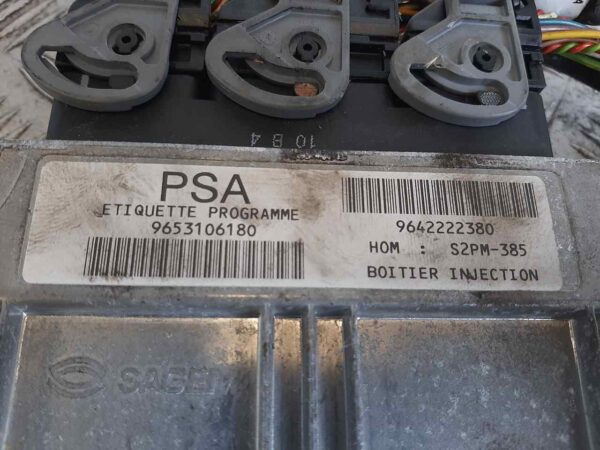 10 B 4
PSA
ETIQUETTE PROGRAMME
9653106180
9642222380
HOM : S2PM-385
BOITIER INJECTION
SAGEM